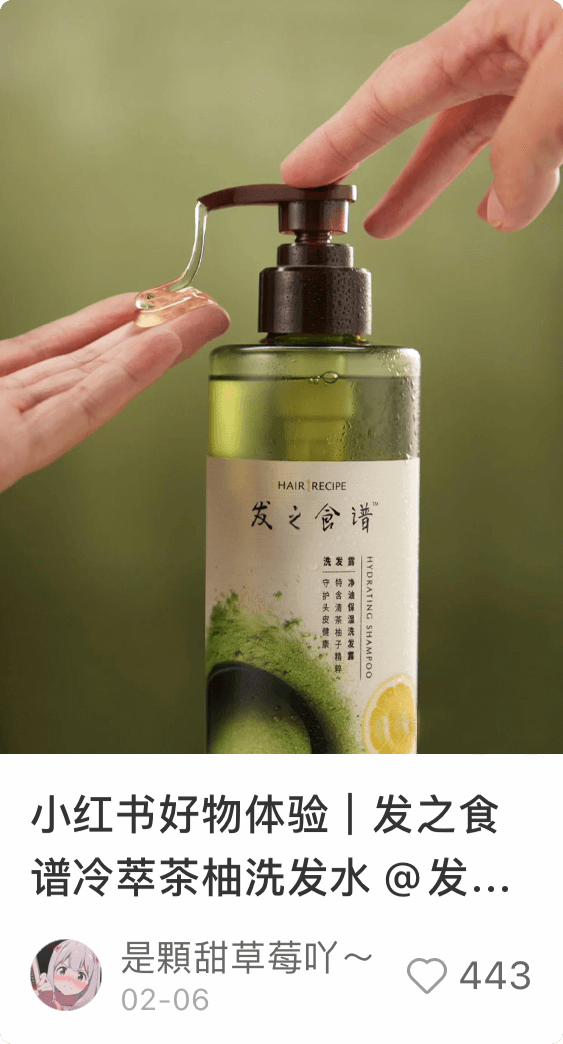 HAIR RECIPE
发之食谱™
洗发露
净油保湿洗发露
特含清茶柚子精粹
守护头皮健康
HYDRATING SHAMPOO
小红书好物体验｜发之食
谱冷萃茶柚洗发水 @发...
是顆甜草莓吖～
02-06
443